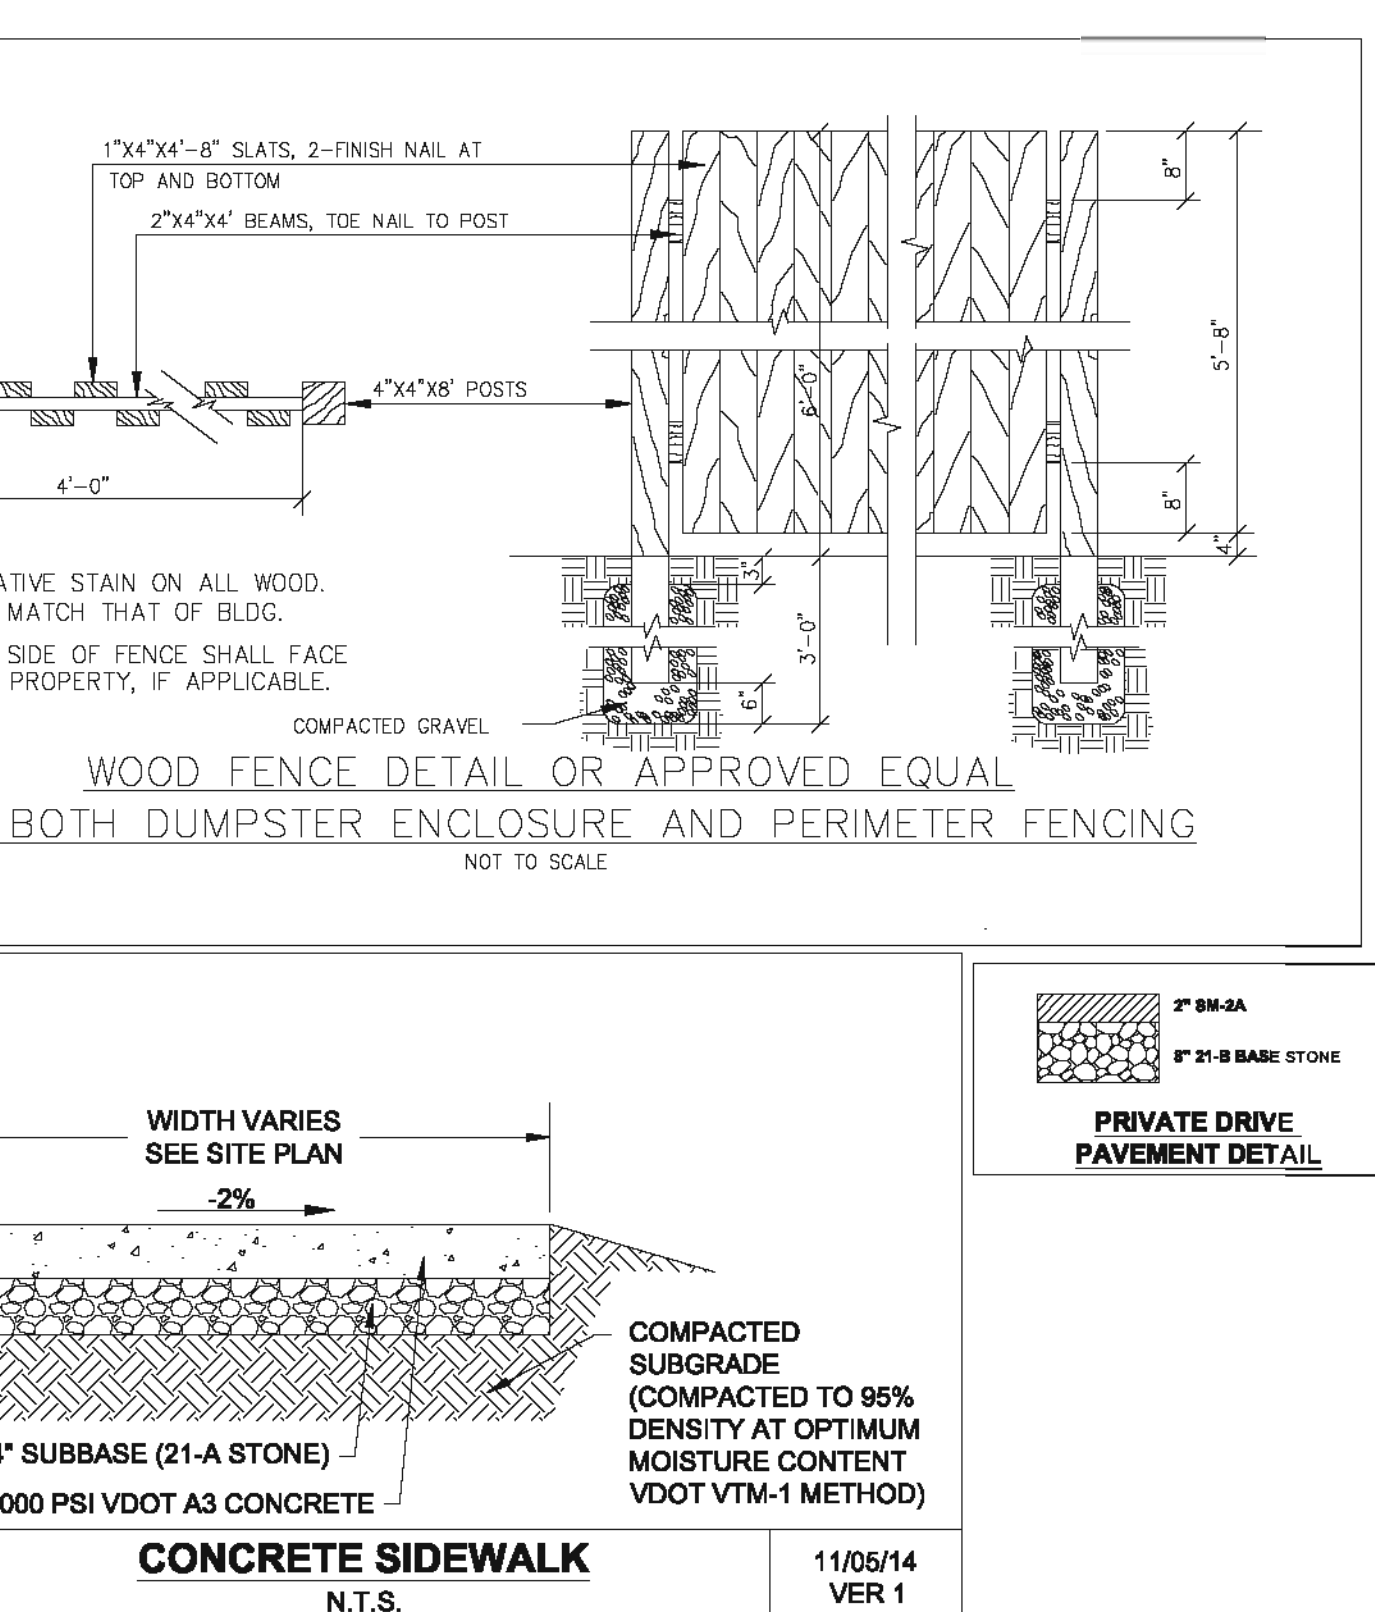 1"X4"X4'-8" SLATS, 2-FINISH NAIL AT
TOP AND BOTTOM
2"X4"X4' BEAMS, TOE NAIL TO POST
8"
5'-8"
6'-0"
4"X4"X8' POSTS
4'-0"
8"
4"
3"
ATIVE STAIN ON ALL WOOD.
MATCH THAT OF BLDG.
3'-0"
SIDE OF FENCE SHALL FACE
PROPERTY, IF APPLICABLE.
6"
COMPACTED GRAVEL
WOOD FENCE DETAIL OR APPROVED EQUAL
BOTH DUMPSTER ENCLOSURE AND PERIMETER FENCING
NOT TO SCALE
2" SM-2A
8" 21-B BASE STONE
PRIVATE DRIVE
PAVEMENT DETAIL
WIDTH VARIES
SEE SITE PLAN
-2%
COMPACTED
SUBGRADE
(COMPACTED TO 95%
DENSITY AT OPTIMUM
MOISTURE CONTENT
VDOT VTM-1 METHOD)
4" SUBBASE (21-A STONE)
000 PSI VDOT A3 CONCRETE
CONCRETE SIDEWALK
N.T.S.
11/05/14
VER 1